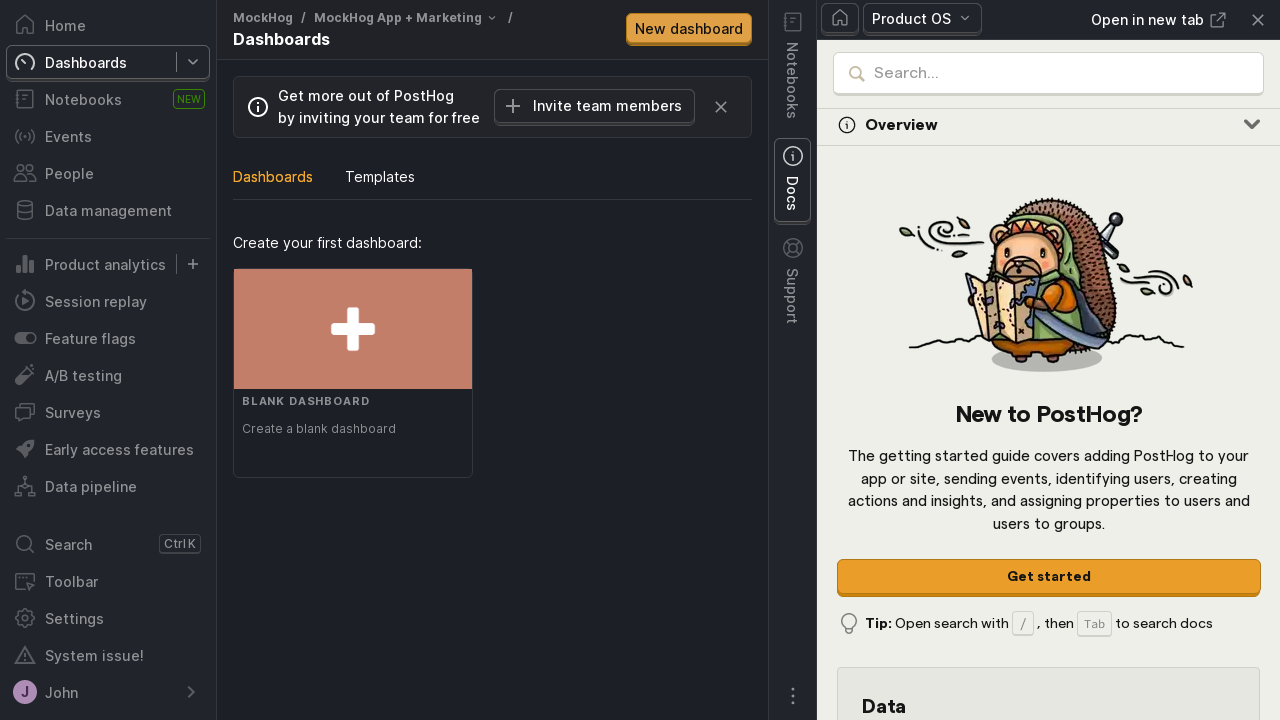 Home
Dashboards
Notebooks
NEW
Events
People
Data management
Product analytics
Session replay
Feature flags
A/B testing
Surveys
Early access features
Data pipeline
Search
Ctrl K
Toolbar
Settings
System issue!
J
John
MockHog / MockHog App + Marketing /
Dashboards
New dashboard
Get more out of PostHog
by inviting your team for free
Invite team members
Dashboards
Templates
Create your first dashboard:
BLANK DASHBOARD
Create a blank dashboard
Notebooks
Docs
Support
Product OS
Open in new tab
Search...
Overview
New to PostHog?
The getting started guide covers adding PostHog to your
app or site, sending events, identifying users, creating
actions and insights, and assigning properties to users and
users to groups.
Get started
Tip: Open search with / , then Tab to search docs
Data